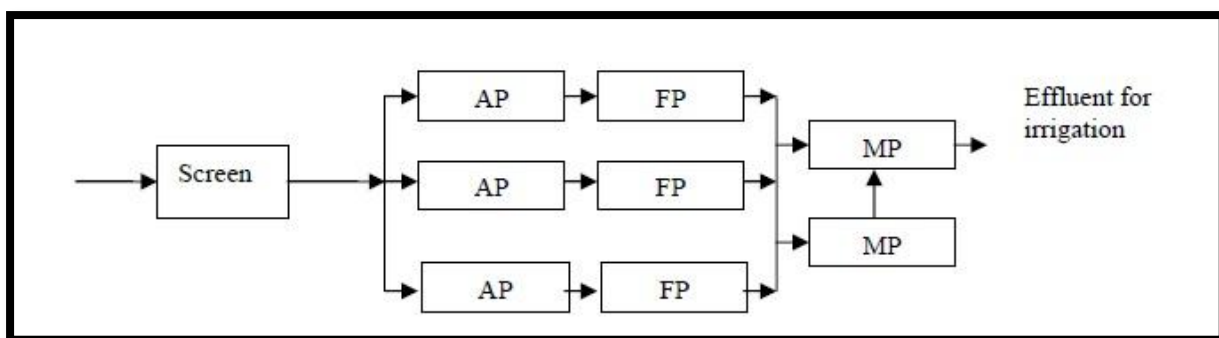 AP
FP
Effluent for
irrigation
MP
Screen
AP
FP
MP
AP
FP